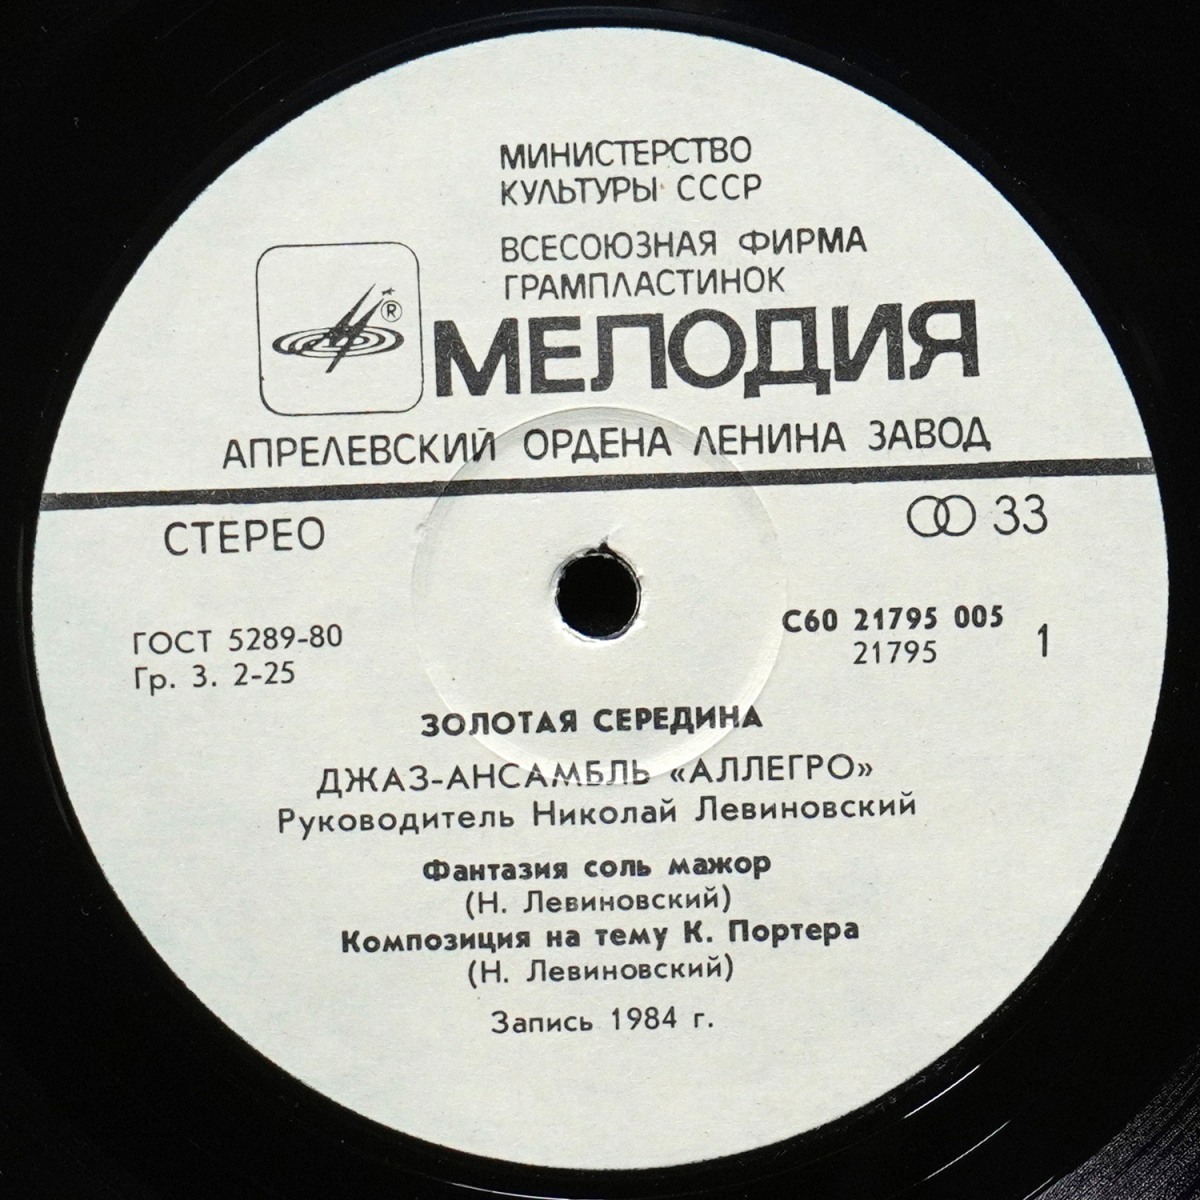 МИНИСТЕРСТВО
КУЛЬТУРЫ СССР
ВСЕСОЮЗНАЯ ФИРМА
ГРАМПЛАСТИНОК
®
МЕЛОДИЯ
АПРЕЛЕВСКИЙ ОРДЕНА ЛЕНИНА ЗАВОД
СТЕРЕО
33
ГОСТ 5289-80
Гр. 3. 2-25
С60 21795 005
21795
1
ЗОЛОТАЯ СЕРЕДИНА
ДЖАЗ-АНСАМБЛЬ «АЛЛЕГРО»
Руководитель Николай Левиновский
Фантазия соль мажор
(Н. Левиновский)
Композиция на тему К. Портера
(Н. Левиновский)
Запись 1984 г.